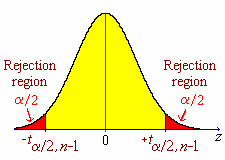 Rejection region α/2
Rejection region α/2
-tα/2, n-1
0
+tα/2, n-1
z